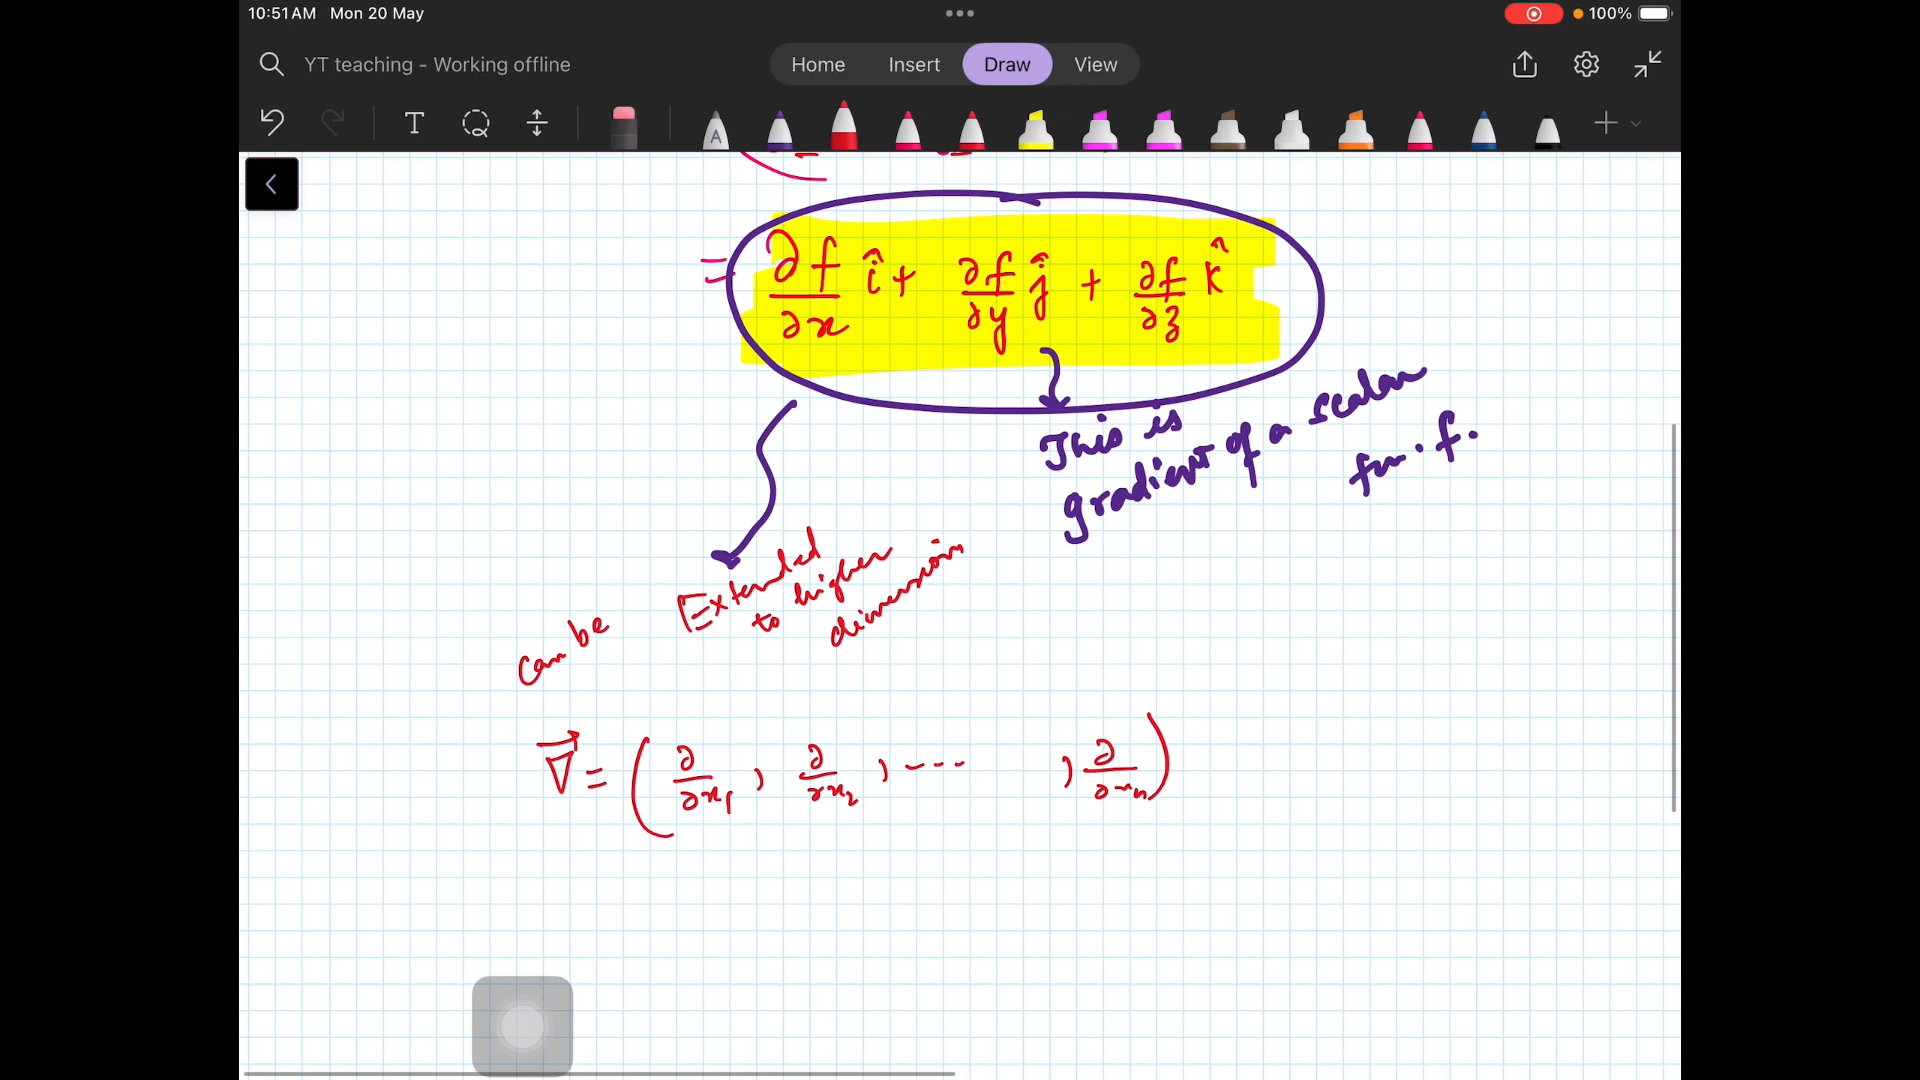 10:51 AM Mon 20 May
100%
YT teaching - Working offline
Home Insert Draw View
T
A
= ∂f/∂x î + ∂f/∂y ĵ + ∂f/∂z k̂
This is
gradient of a scalar
fn. f.
can be Extended
to higher
dimension
∇⃗ = (∂/∂x₁, ∂/∂x₂, ---- , ∂/∂xₙ)